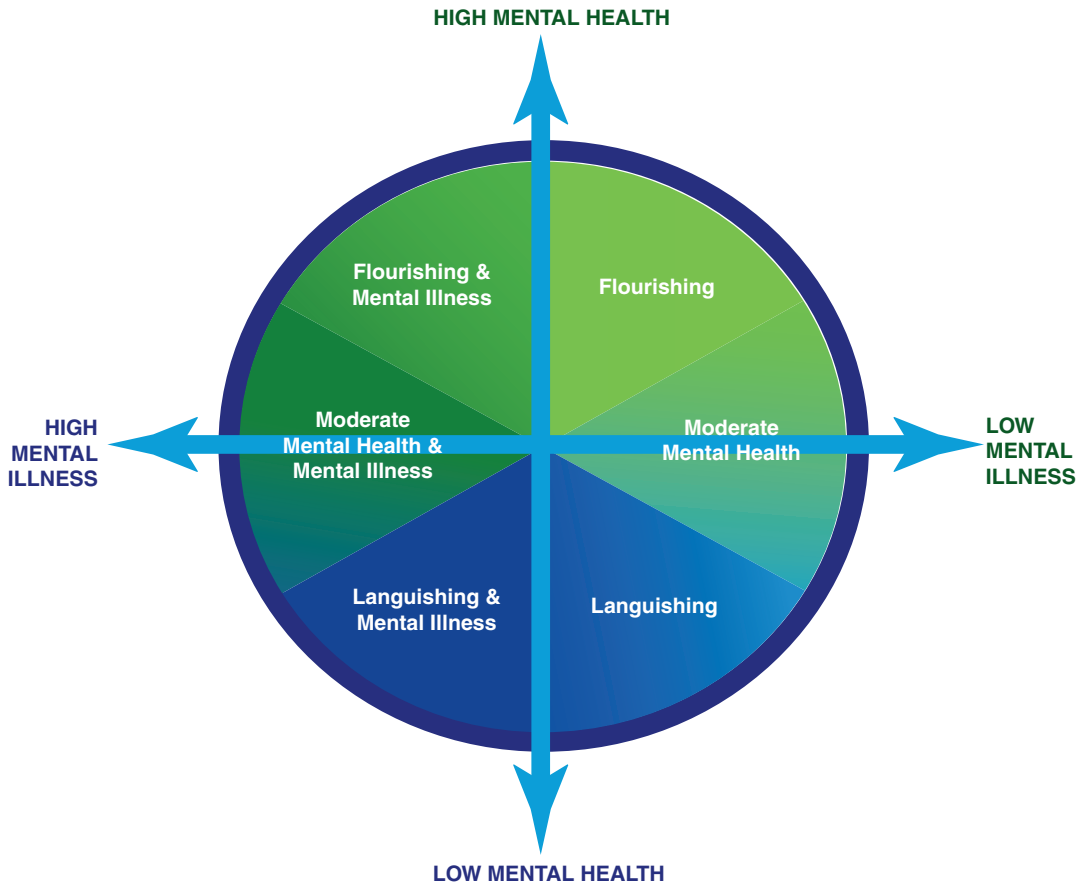 HIGH MENTAL HEALTH
Flourishing &
Mental Illness
Flourishing
HIGH
MENTAL
ILLNESS
Moderate
Mental Health &
Mental Illness
Moderate
Mental Health
LOW
MENTAL
ILLNESS
Languishing &
Mental Illness
Languishing
LOW MENTAL HEALTH